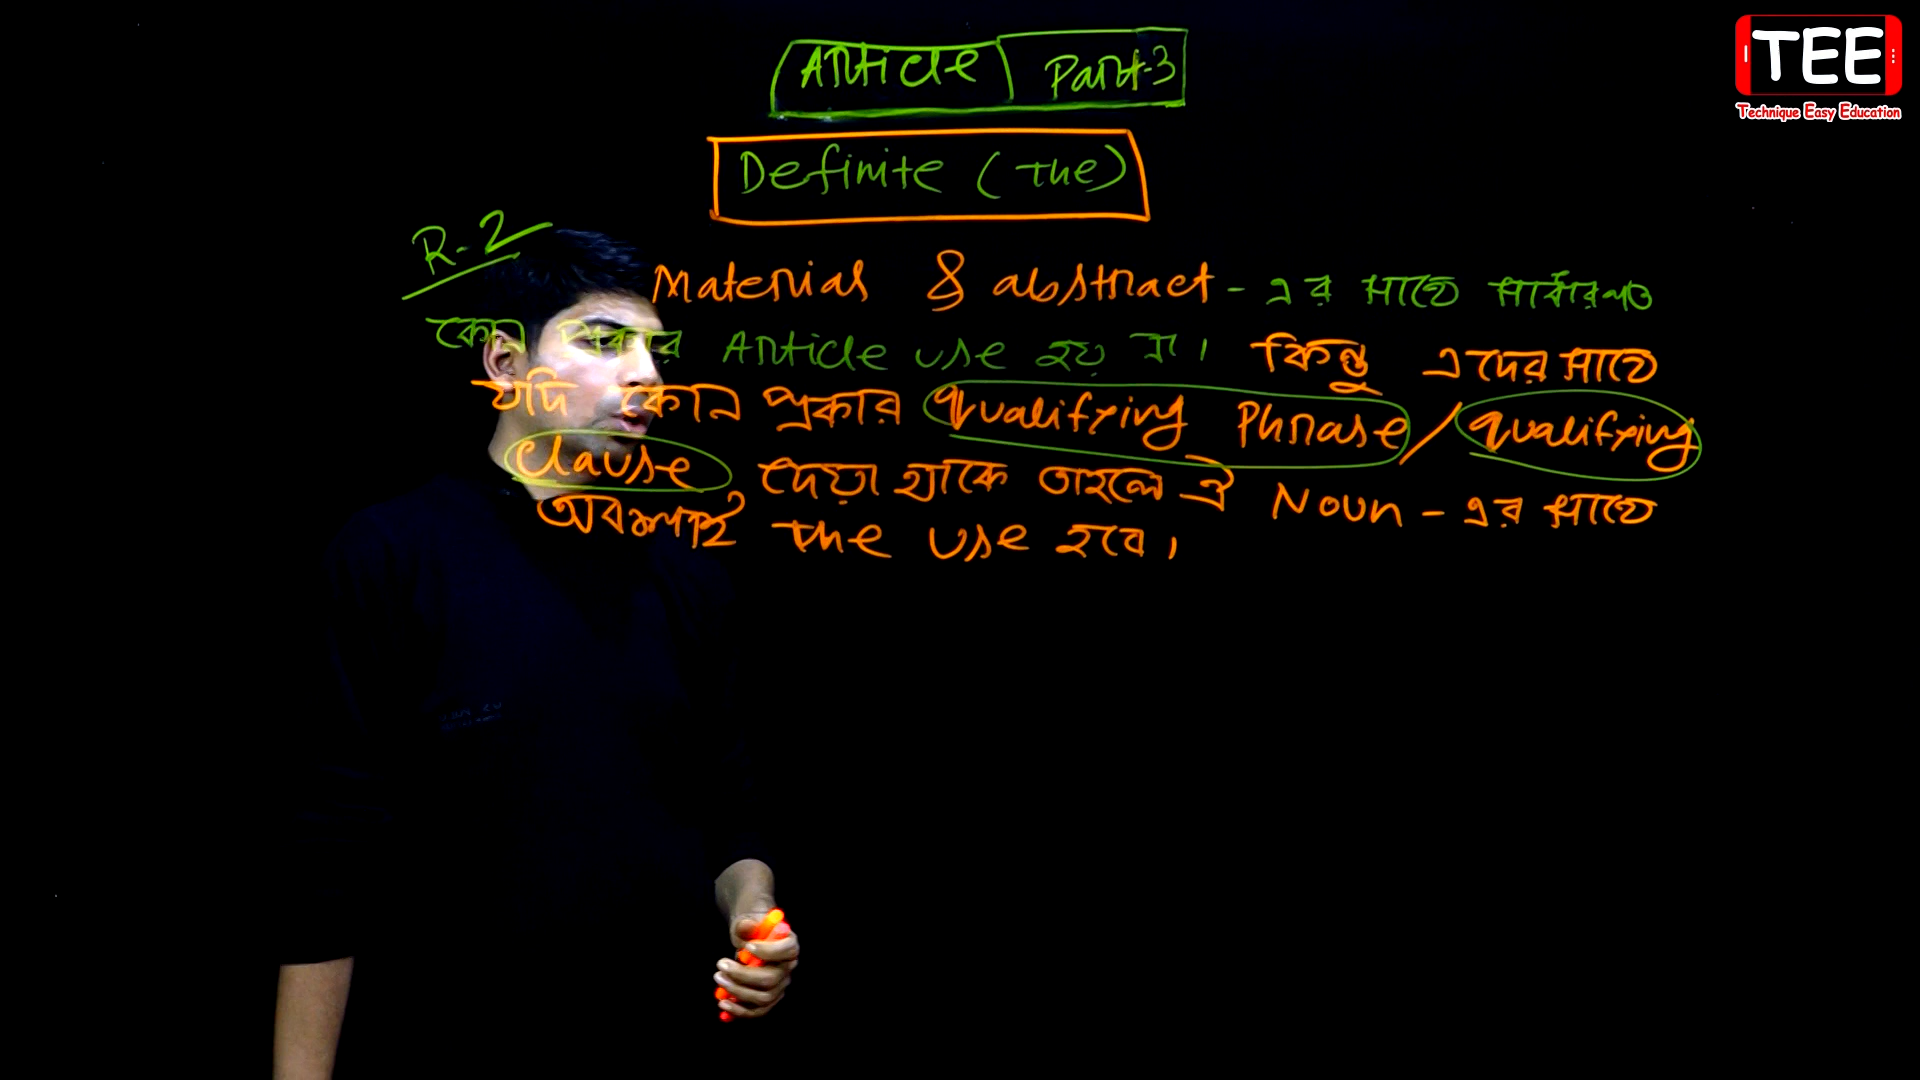 Article Part-3
TEE
Technique Easy Education
Definite (The)
R-2
Material & abstract - এর সাথে সাধারণত
কোন প্রকার Article use হয় না।  কিন্তু এদের সাথে
যদি কোন প্রকার Qualifying Phrase / Qualifying
Clause দেয়া থাকে তাহলে ঐ Noun - এর সাথে
অবশ্যই The use হবে।